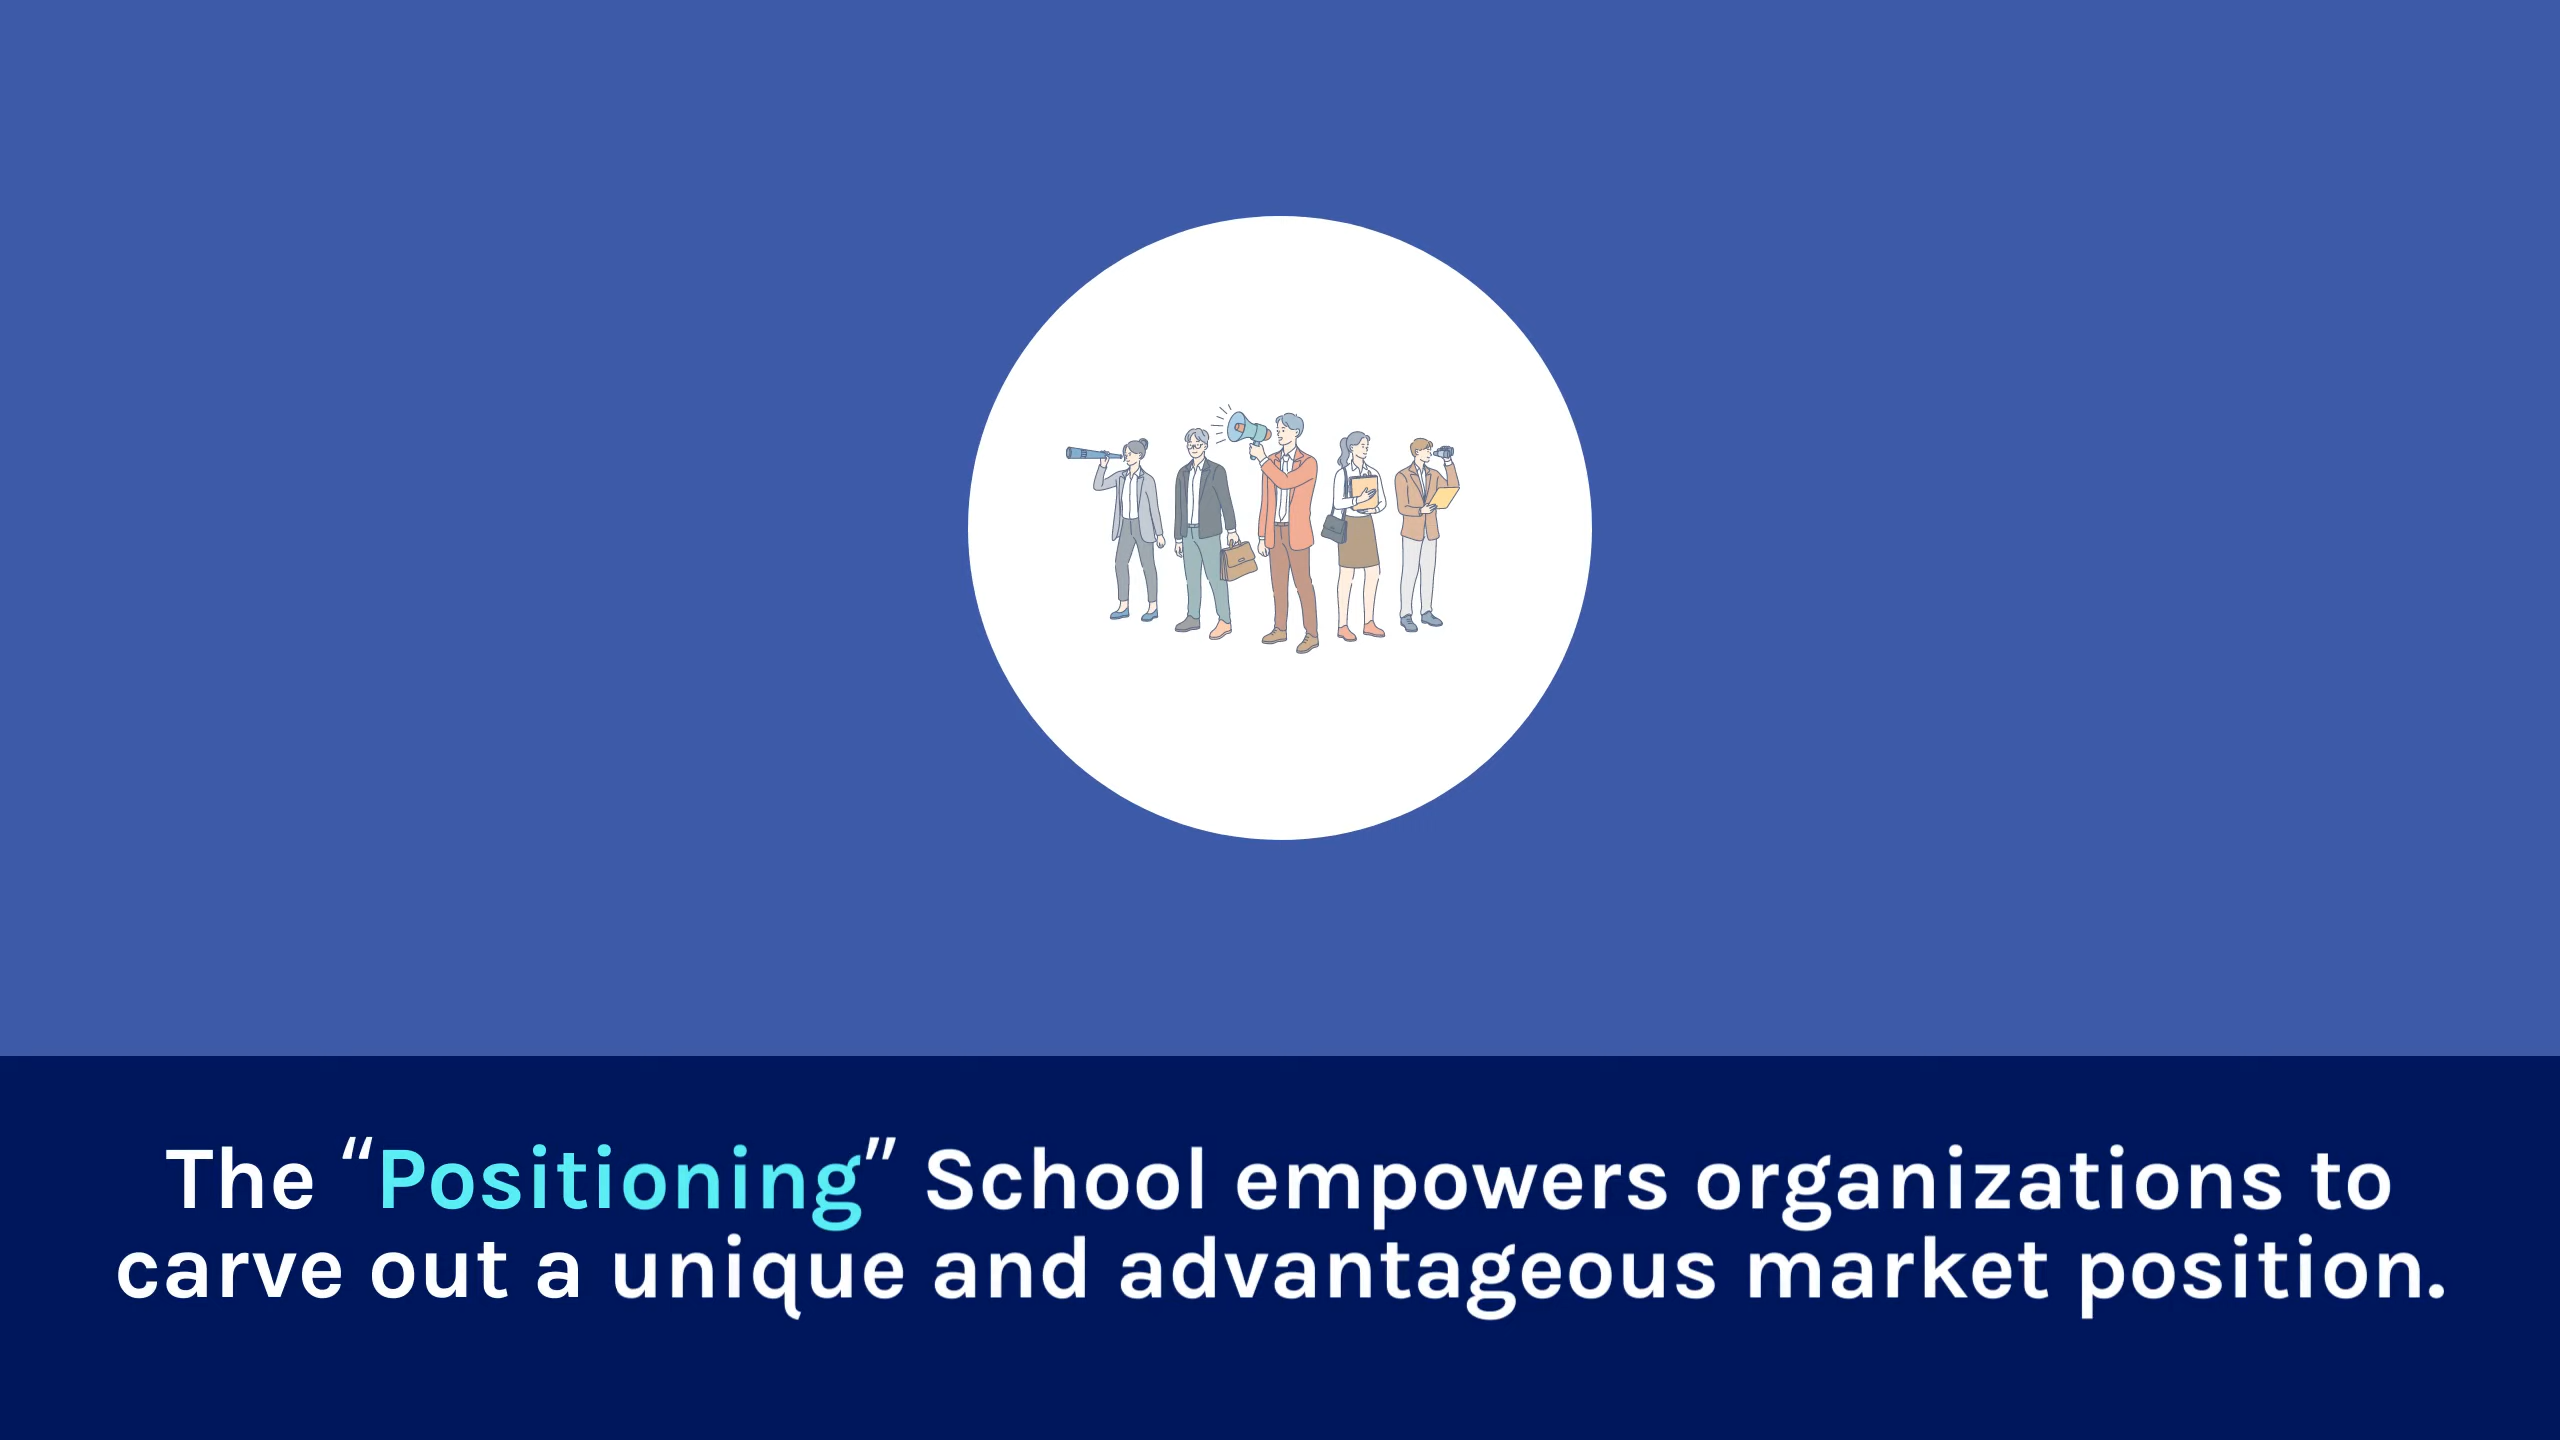 The “Positioning” School empowers organizations to
carve out a unique and advantageous market position.